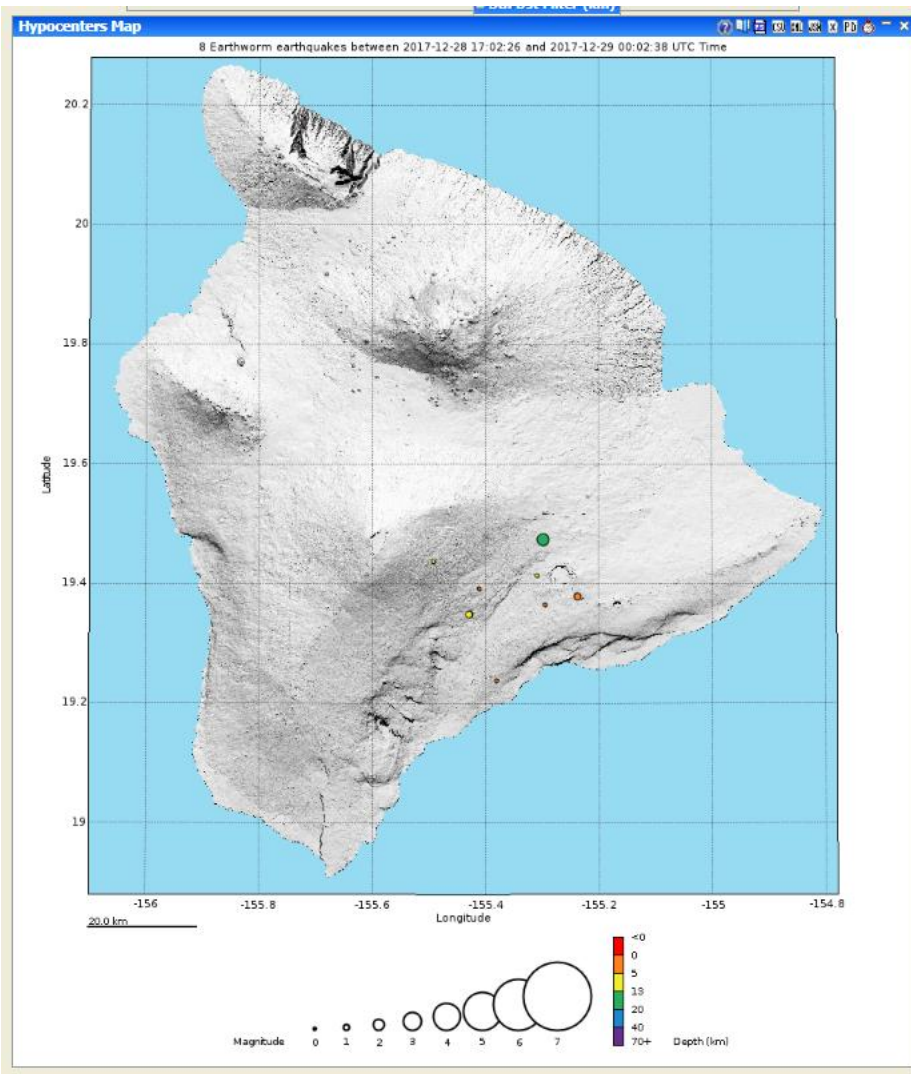 Hypocenters Map
8 Earthworm earthquakes between 2017-12-28 17:02:26 and 2017-12-29 00:02:38 UTC Time
20.2
20
19.8
19.6
19.4
19.2
19
Latitude
-156 -155.8 -155.6 -155.4 -155.2 -155 -154.8
Longitude
20.0 km
<0
0
5
13
20
40
70+
Magnitude 0 1 2 3 4 5 6 7 Depth (km)